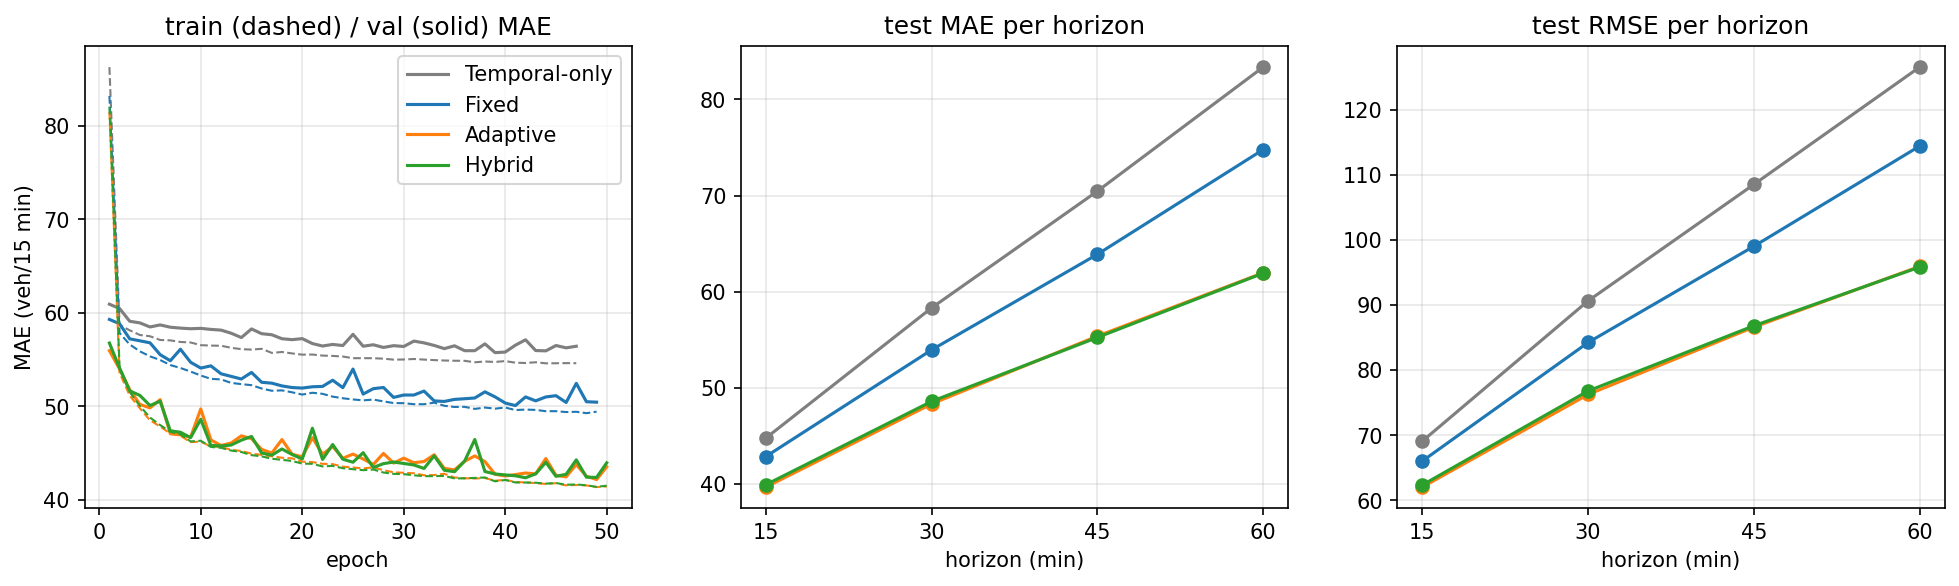 train (dashed) / val (solid) MAE
MAE (veh/15 min)
80
70
60
50
40
Temporal-only
Fixed
Adaptive
Hybrid
0 10 20 30 40 50
epoch
test MAE per horizon
80
70
60
50
40
15 30 45 60
horizon (min)
test RMSE per horizon
120
110
100
90
80
70
60
15 30 45 60
horizon (min)